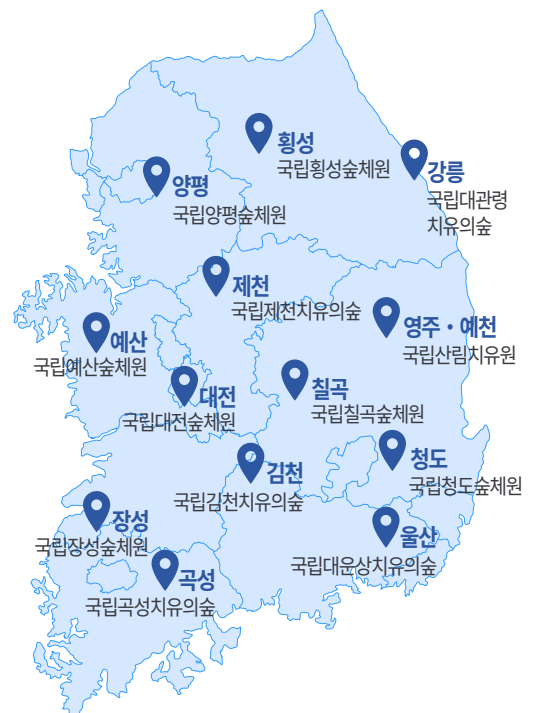 횡성
국립횡성숲체원
강릉
국립대관령
치유의숲
양평
국립양평숲체원
제천
국립제천치유의숲
영주・예천
국립산림치유원
예산
국립예산숲체원
대전
국립대전숲체원
칠곡
국립칠곡숲체원
청도
국립청도숲체원
김천
국립김천치유의숲
장성
국립장성숲체원
울산
국립대운상치유의숲
곡성
국립곡성치유의숲